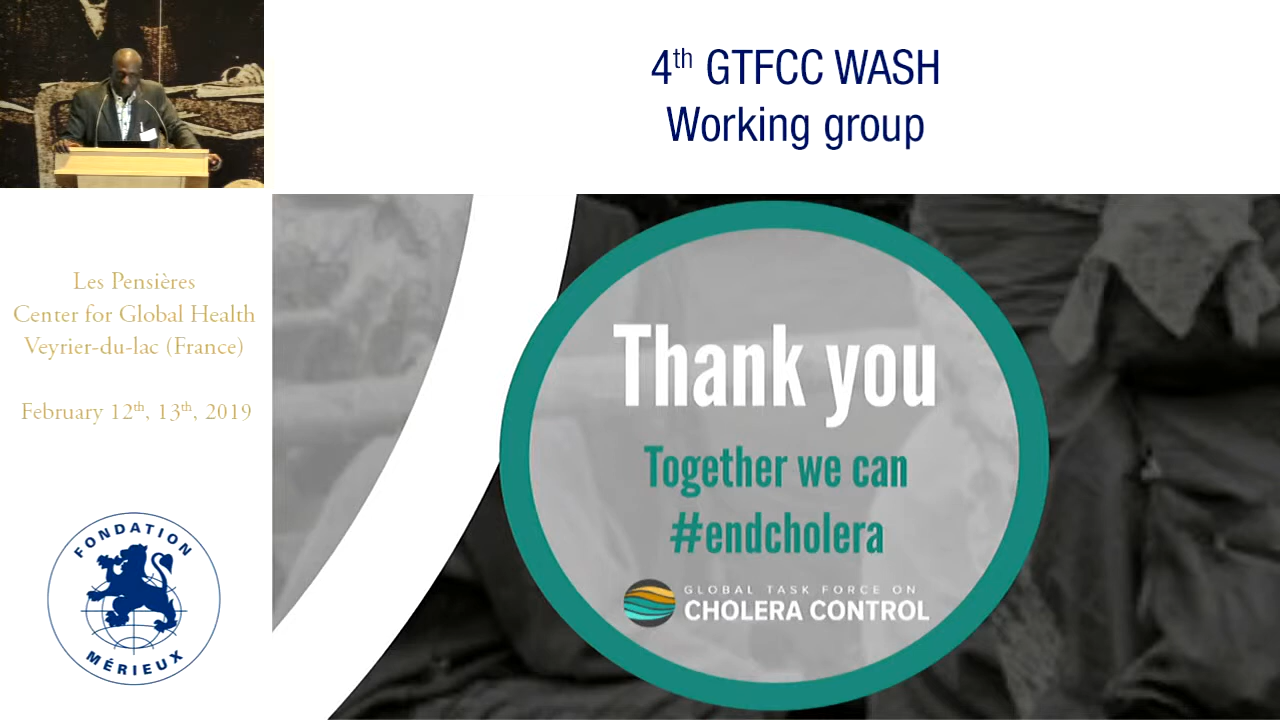 4th GTFCC WASH
Working group
Les Pensières
Center for Global Health
Veyrier-du-lac (France)
February 12th, 13th, 2019
FONDATION
MÉRIEUX
Thank you
Together we can
#endcholera
GLOBAL TASK FORCE ON
CHOLERA CONTROL